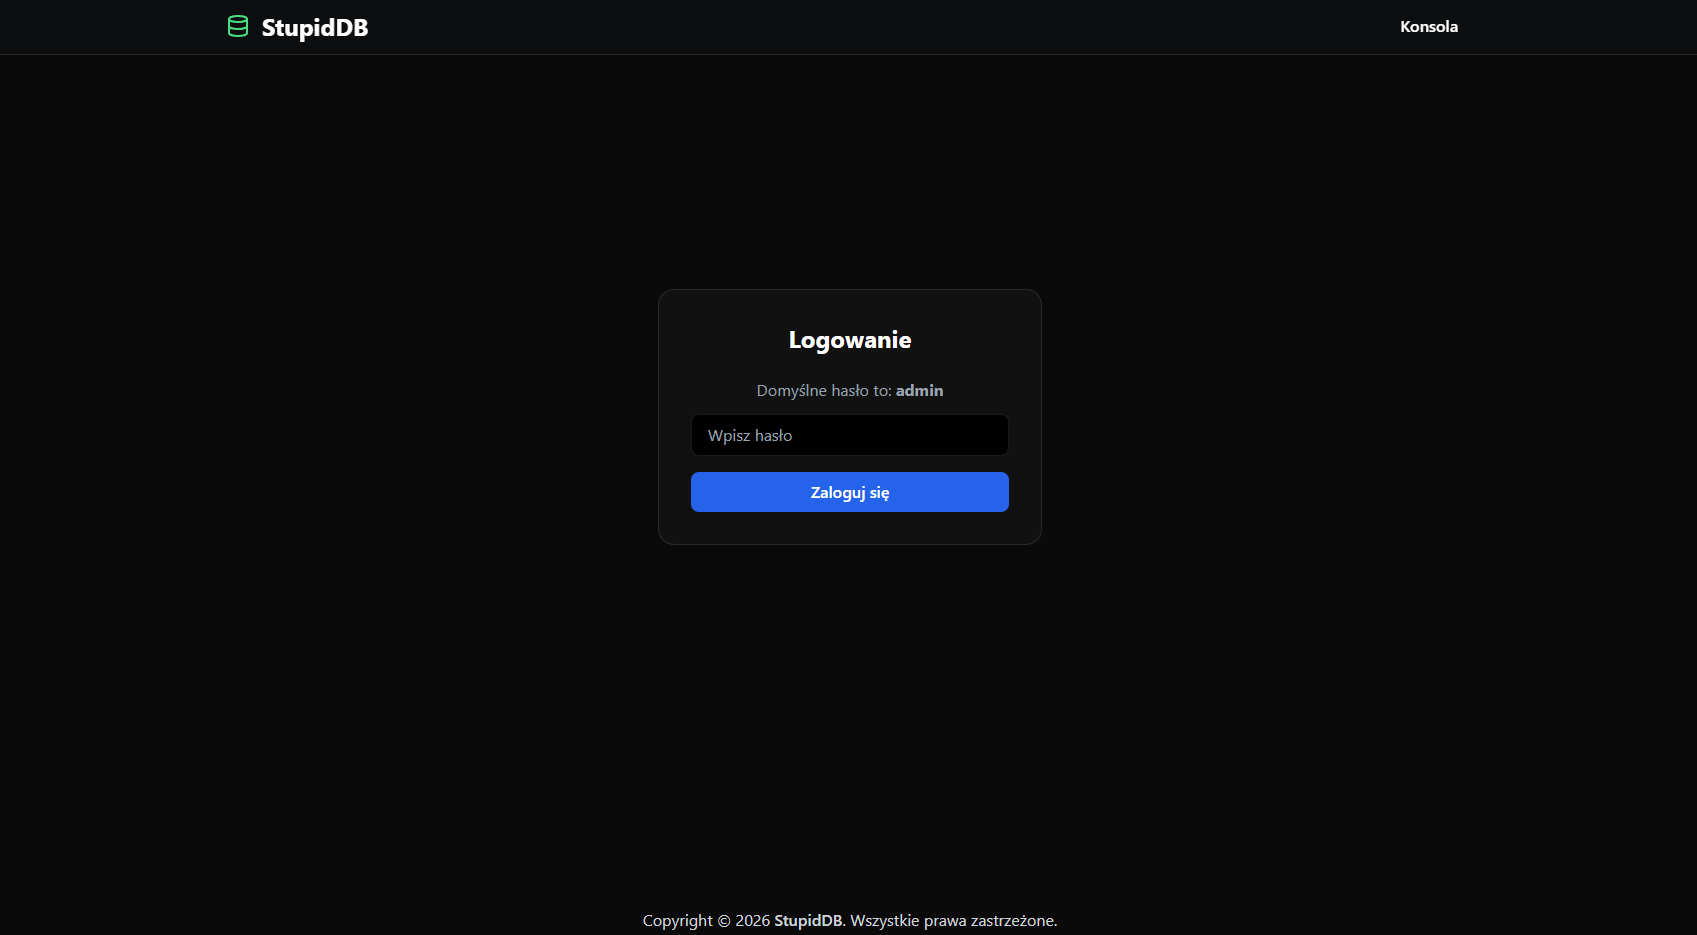 StupidDB
Konsola
Logowanie
Domyślne hasło to: admin
Wpisz hasło
Zaloguj się
Copyright © 2026 StupidDB. Wszystkie prawa zastrzeżone.